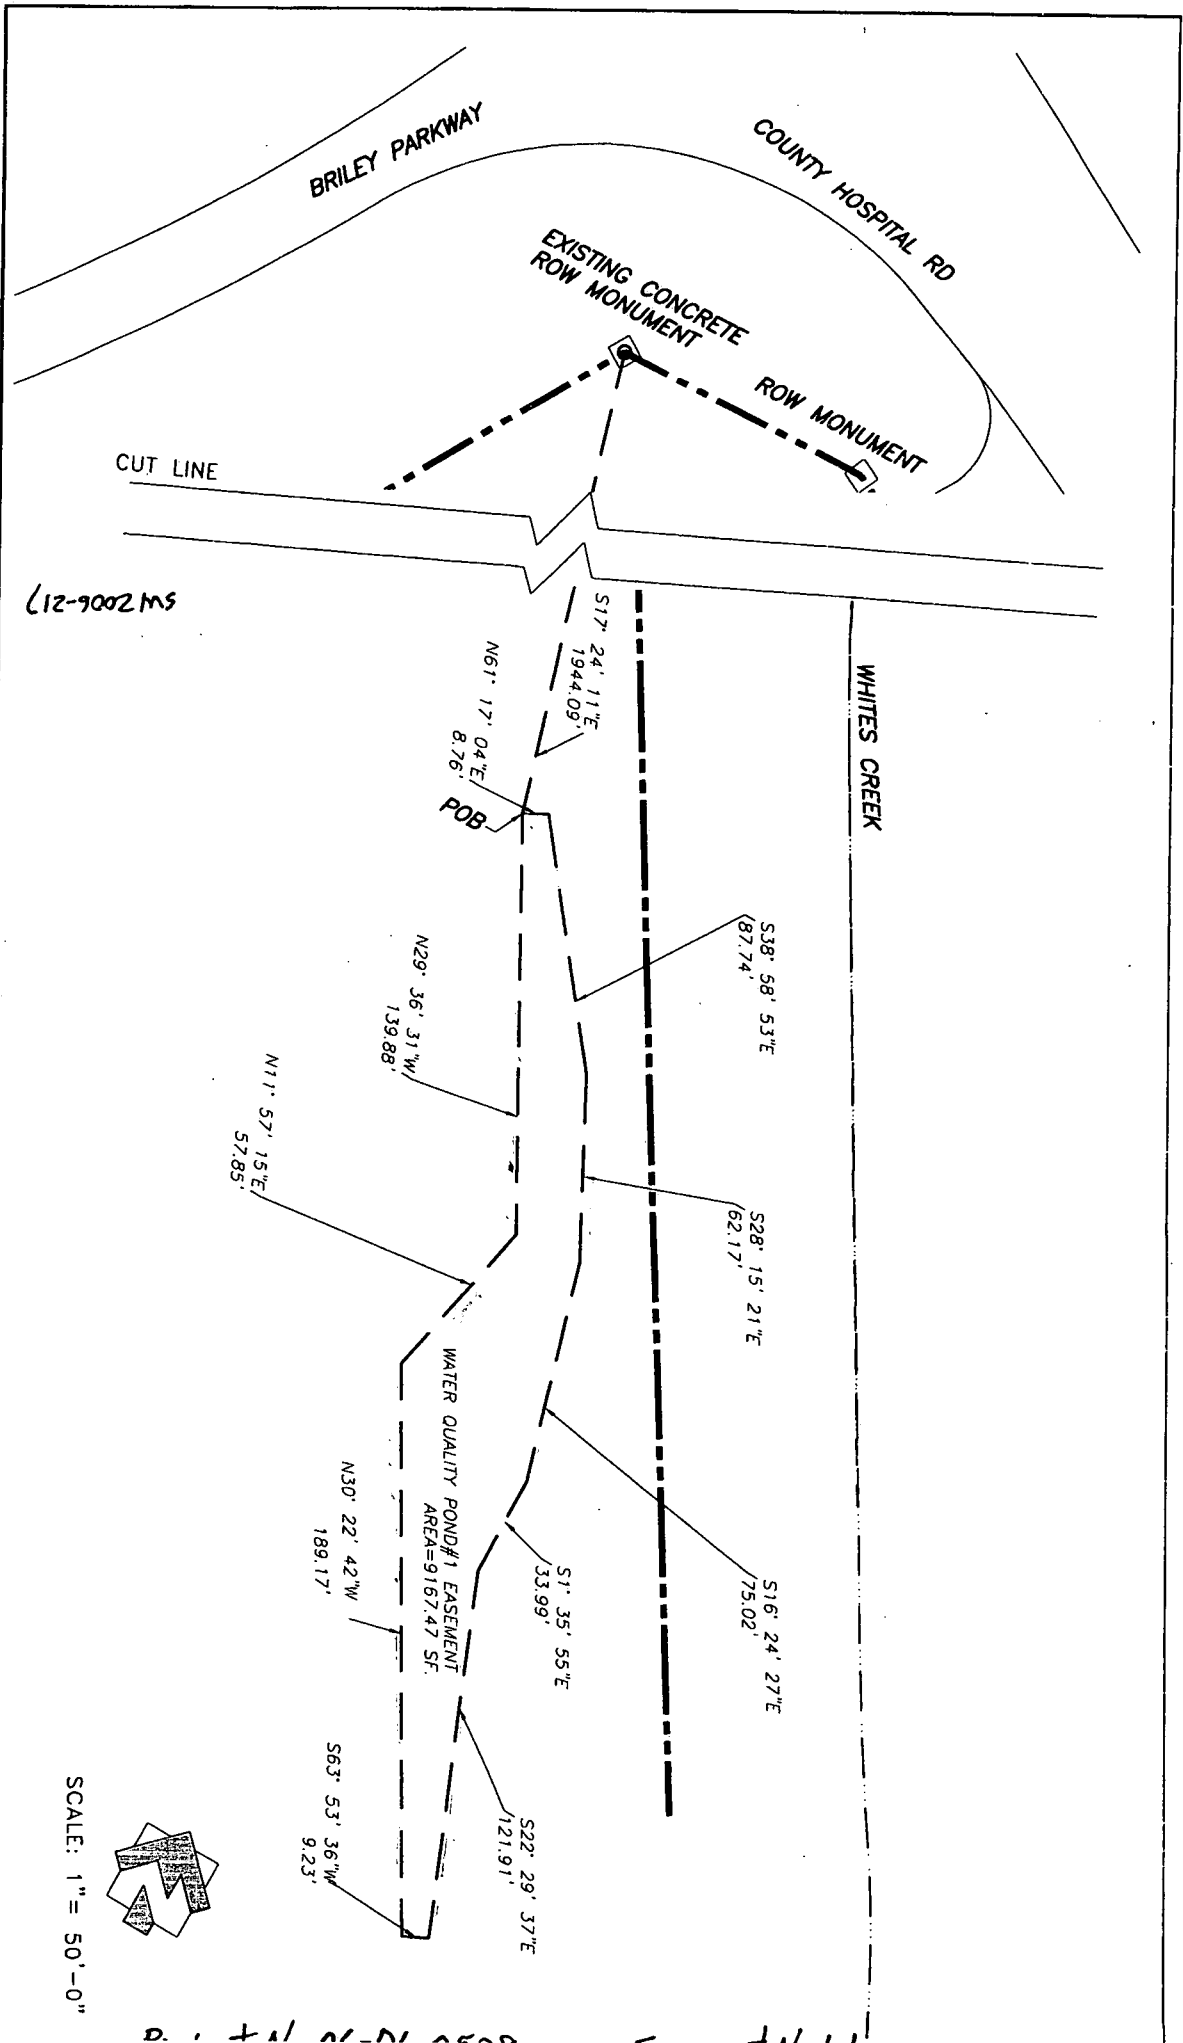 BRILEY PARKWAY
COUNTY HOSPITAL RD
EXISTING CONCRETE
ROW MONUMENT
ROW MONUMENT
CUT LINE
SW2006-217
S17° 24' 11"E
1944.09'
N61° 17' 04"E
8.76'
POB
WHITES CREEK
S38° 58' 53"E
87.74'
N29° 36' 31"W
139.88'
N11° 57' 15"E
57.85'
S28° 15' 21"E
62.17'
WATER QUALITY POND#1 EASEMENT
AREA=9167.47 SF.
S16° 24' 27"E
75.02'
S1° 35' 55"E
33.99'
N30° 22' 42"W
189.17'
S22° 29' 37"E
121.91'
S63° 53' 36"W
9.23'
SCALE: 1"= 50'-0"